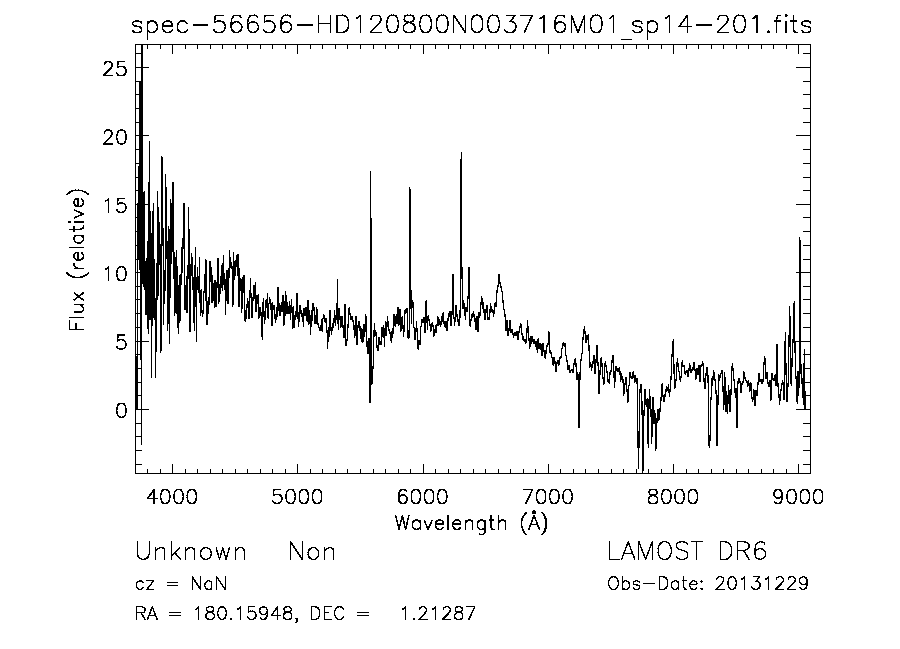 spec-56656-HD120800N003716M01_sp14-201.fits
25
20
15
10
5
0
Flux (relative)
4000 5000 6000 7000 8000 9000
Wavelength (Å)
Unknown Non LAMOST DR6
cz = NaN Obs-Date: 20131229
RA = 180.15948, DEC = 1.21287